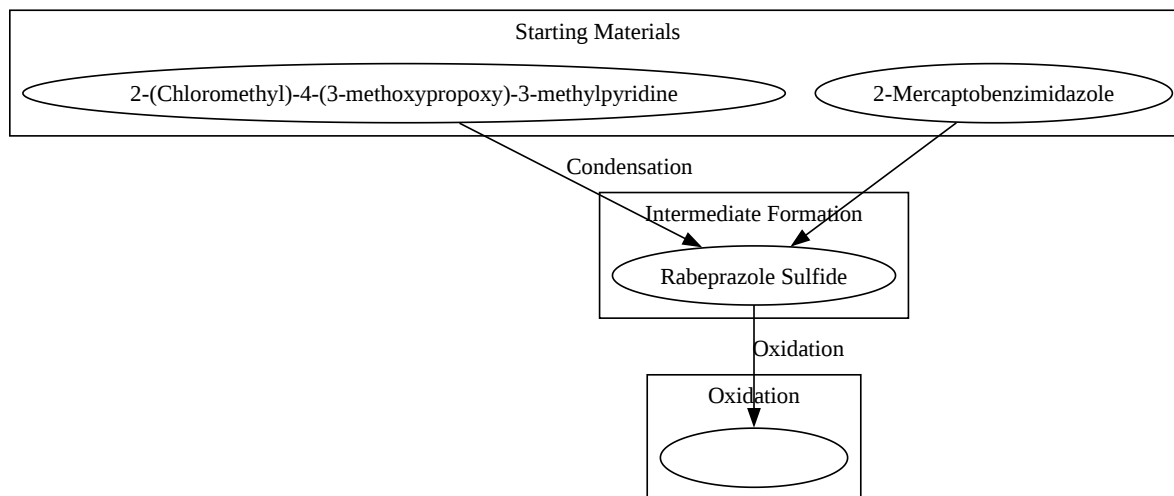 Starting Materials
2-(Chloromethyl)-4-(3-methoxypropoxy)-3-methylpyridine
2-Mercaptobenzimidazole
Condensation
Intermediate Formation
Rabeprazole Sulfide
Oxidation
Oxidation